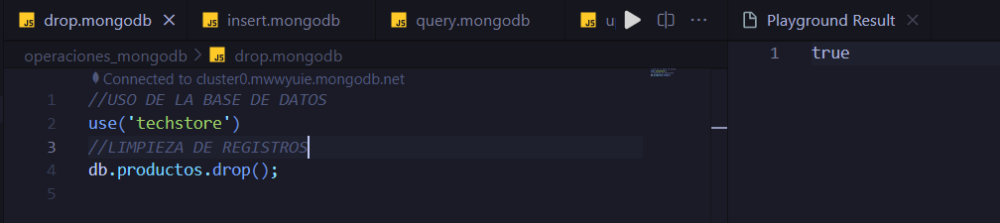 drop.mongodb insert.mongodb query.mongodb Playground Result
operaciones_mongodb > drop.mongodb
Connected to cluster0.mwwyuie.mongodb.net
1 //USO DE LA BASE DE DATOS
2 use('techstore')
3 //LIMPIEZA DE REGISTROS
4 db.productos.drop();
5
1 true